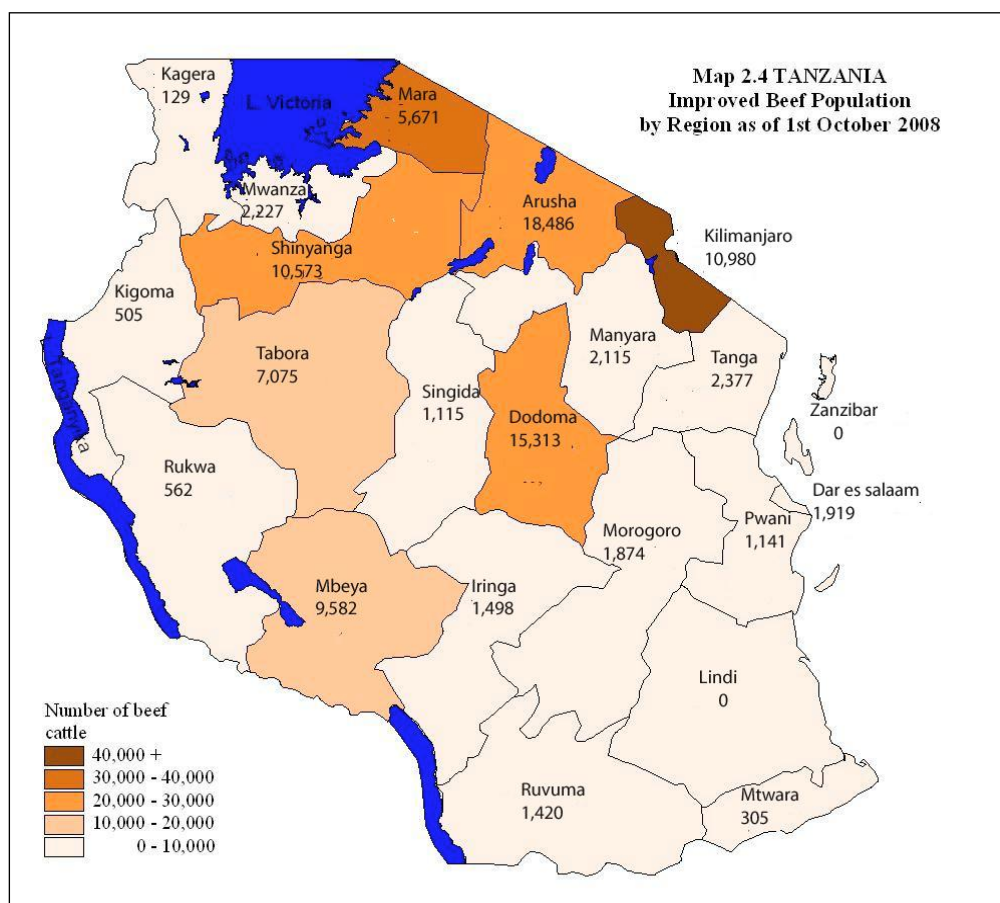 Map 2.4 TANZANIA
Improved Beef Population
by Region as of 1st October 2008
Kagera
129
L. Victoria
Mara
5,671
Mwanza
2,227
Arusha
18,486
Kilimanjaro
10,980
Shinyanga
10,573
Kigoma
505
Tabora
7,075
Manyara
2,115
Tanga
2,377
Singida
1,115
Dodoma
15,313
Zanzibar
0
L. Tanganyika
Rukwa
562
Dar es salaam
1,919
Pwani
1,141
Morogoro
1,874
Mbeya
9,582
Iringa
1,498
Lindi
0
Ruvuma
1,420
Mtwara
305
Number of beef
cattle
40,000 +
30,000 - 40,000
20,000 - 30,000
10,000 - 20,000
0 - 10,000